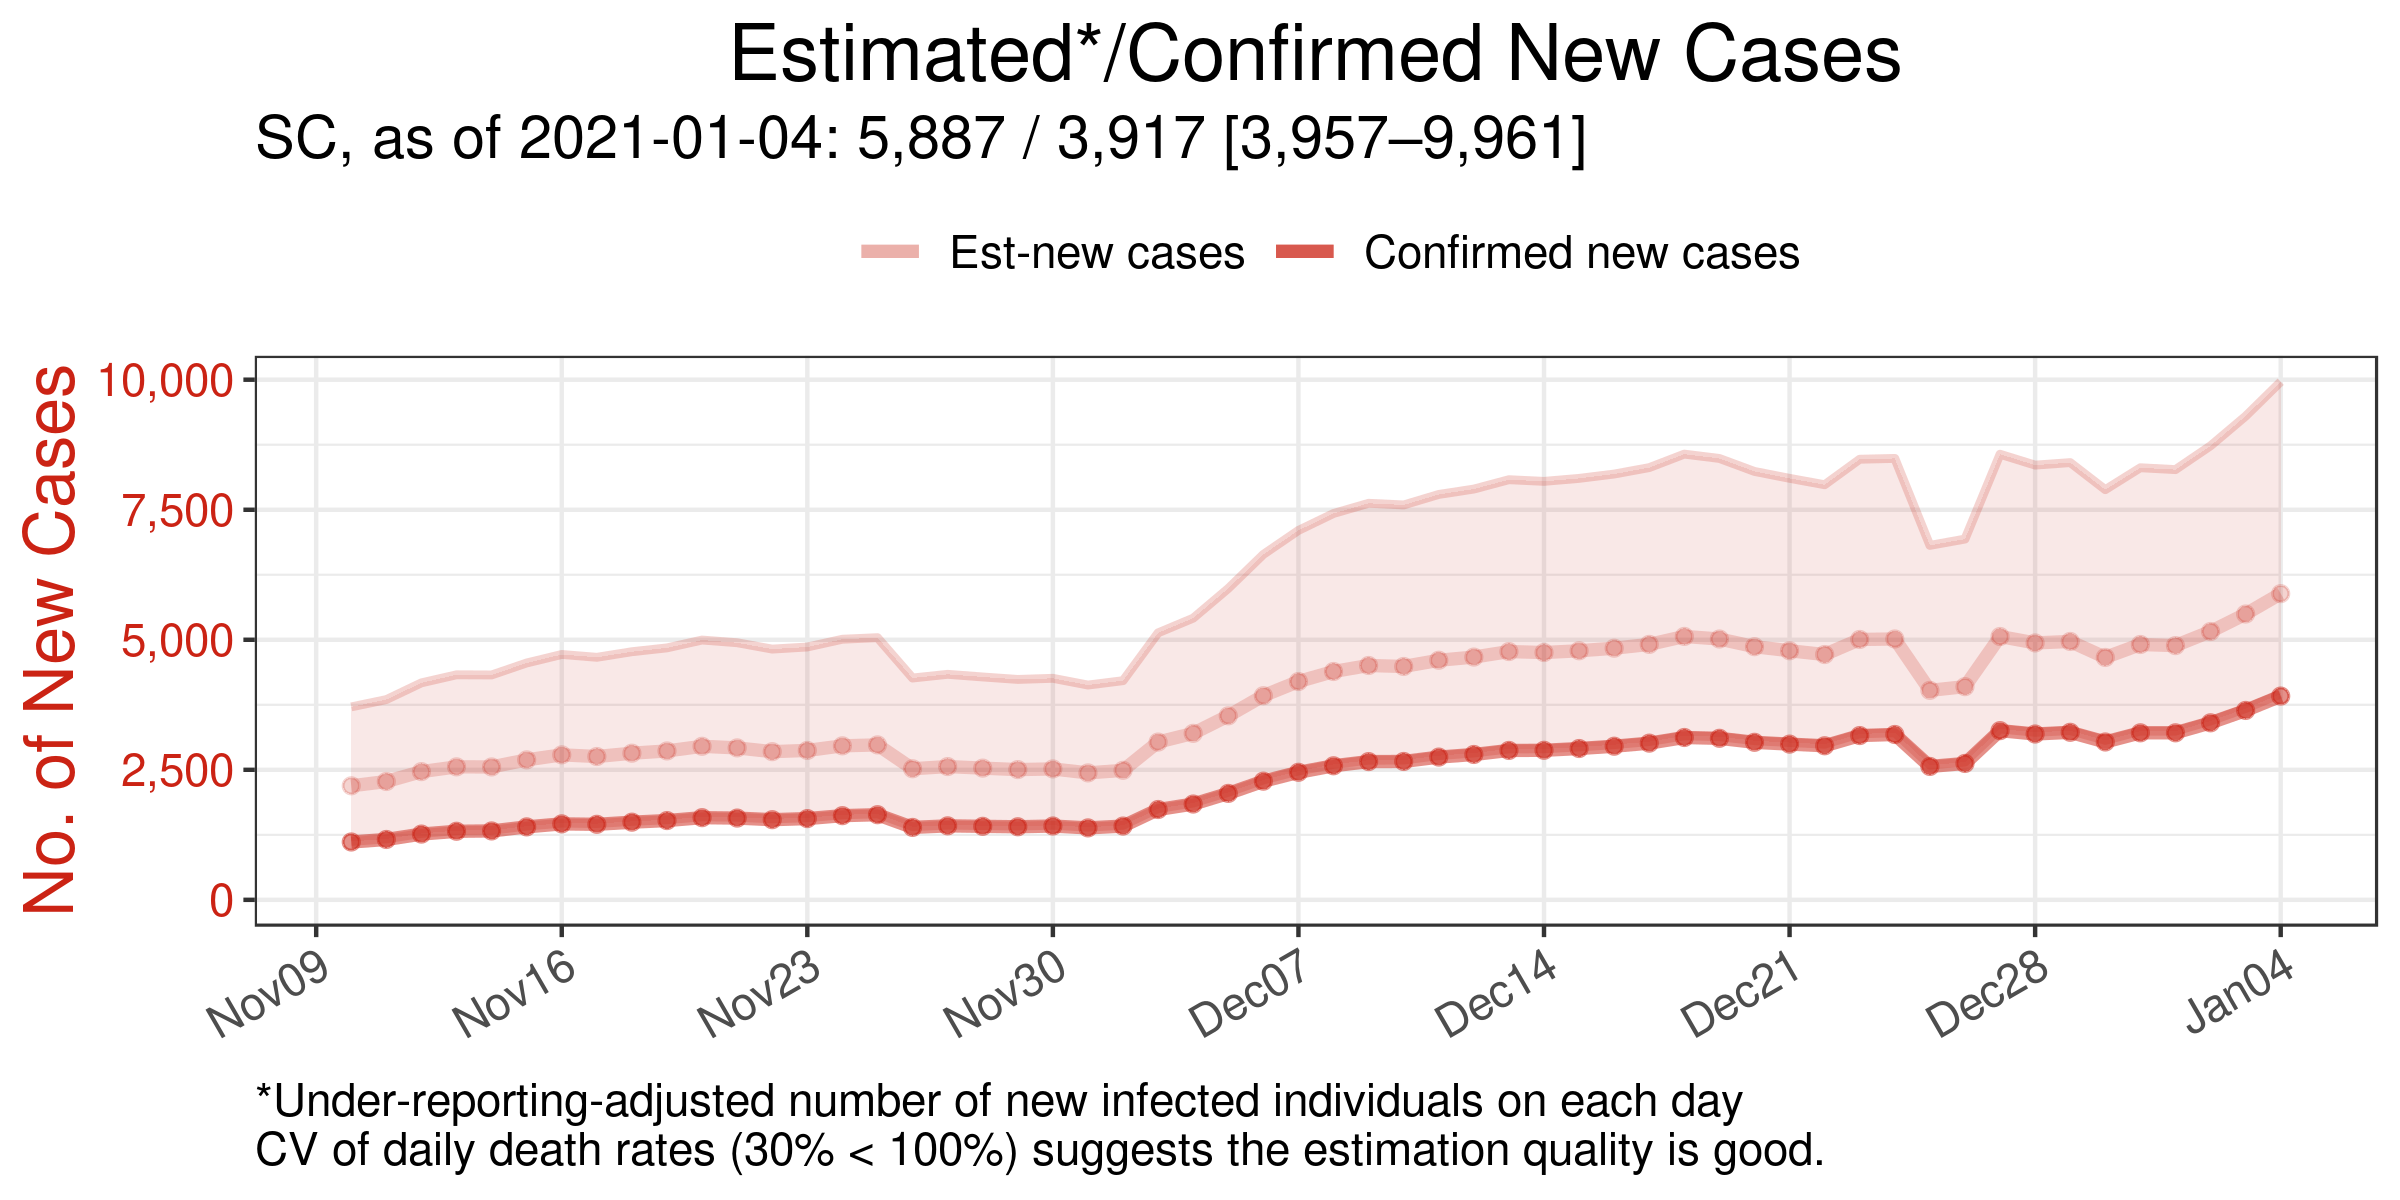 Estimated*/Confirmed New Cases
SC, as of 2021-01-04: 5,887 / 3,917 [3,957–9,961]
Est-new cases
Confirmed new cases
No. of New Cases
10,000
7,500
5,000
2,500
0
Nov09
Nov16
Nov23
Nov30
Dec07
Dec14
Dec21
Dec28
Jan04
*Under-reporting-adjusted number of new infected individuals on each day
CV of daily death rates (30% < 100%) suggests the estimation quality is good.